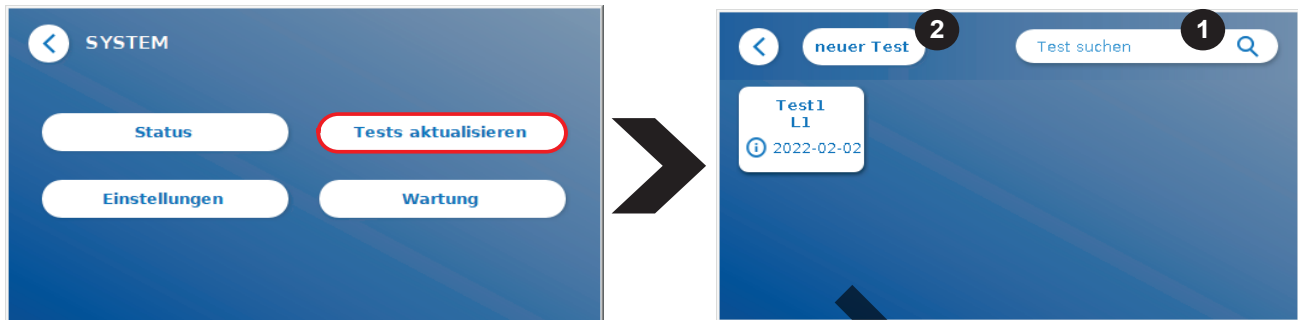 SYSTEM
Status
Tests aktualisieren
Einstellungen
Wartung
neuer Test
2
Test suchen
1
Test1
L1
2022-02-02